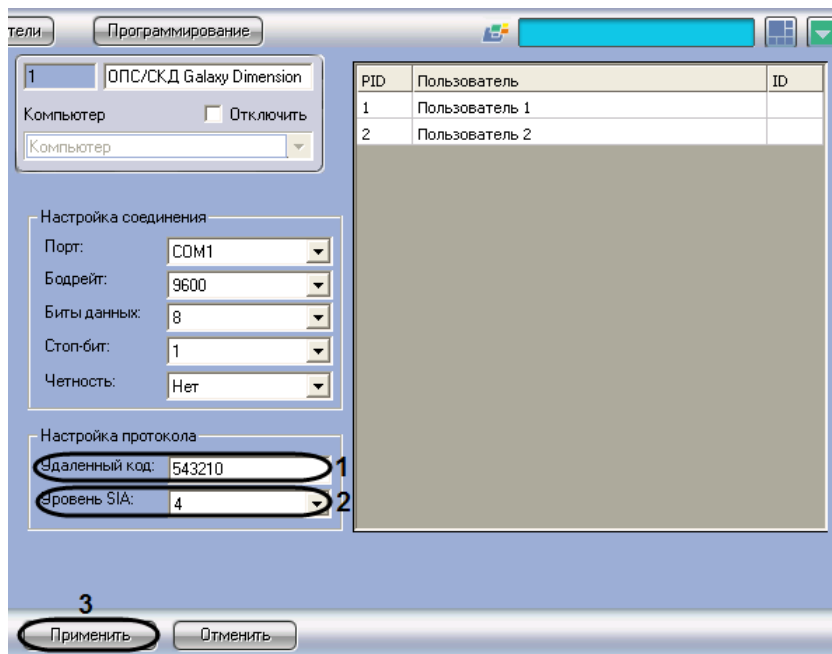 тели Программирование
1 ОПС/СКД Galaxy Dimension
Компьютер Отключить
Компьютер
Настройка соединения
Порт: COM1
Бодрейт: 9600
Биты данных: 8
Стоп-бит: 1
Четность: Нет
Настройка протокола
Удаленный код: 543210 1
Уровень SIA: 4 2
PID Пользователь ID
1 Пользователь 1
2 Пользователь 2
3
Применить Отменить